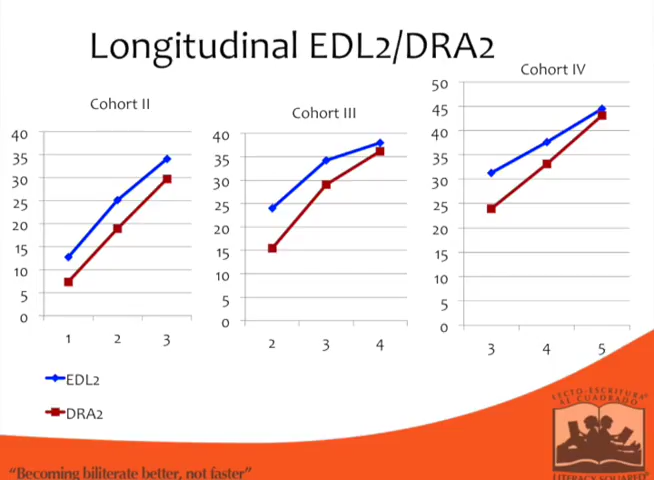 Longitudinal EDL2/DRA2
Cohort II
40
35
30
25
20
15
10
5
0
1 2 3
Cohort III
40
35
30
25
20
15
10
5
0
2 3 4
Cohort IV
50
45
40
35
30
25
20
15
10
5
0
3 4 5
EDL2
DRA2
LECTO-ESCRITURA
AL CUADRADO
LITERACY SQUARED®
"Becoming biliterate better, not faster"